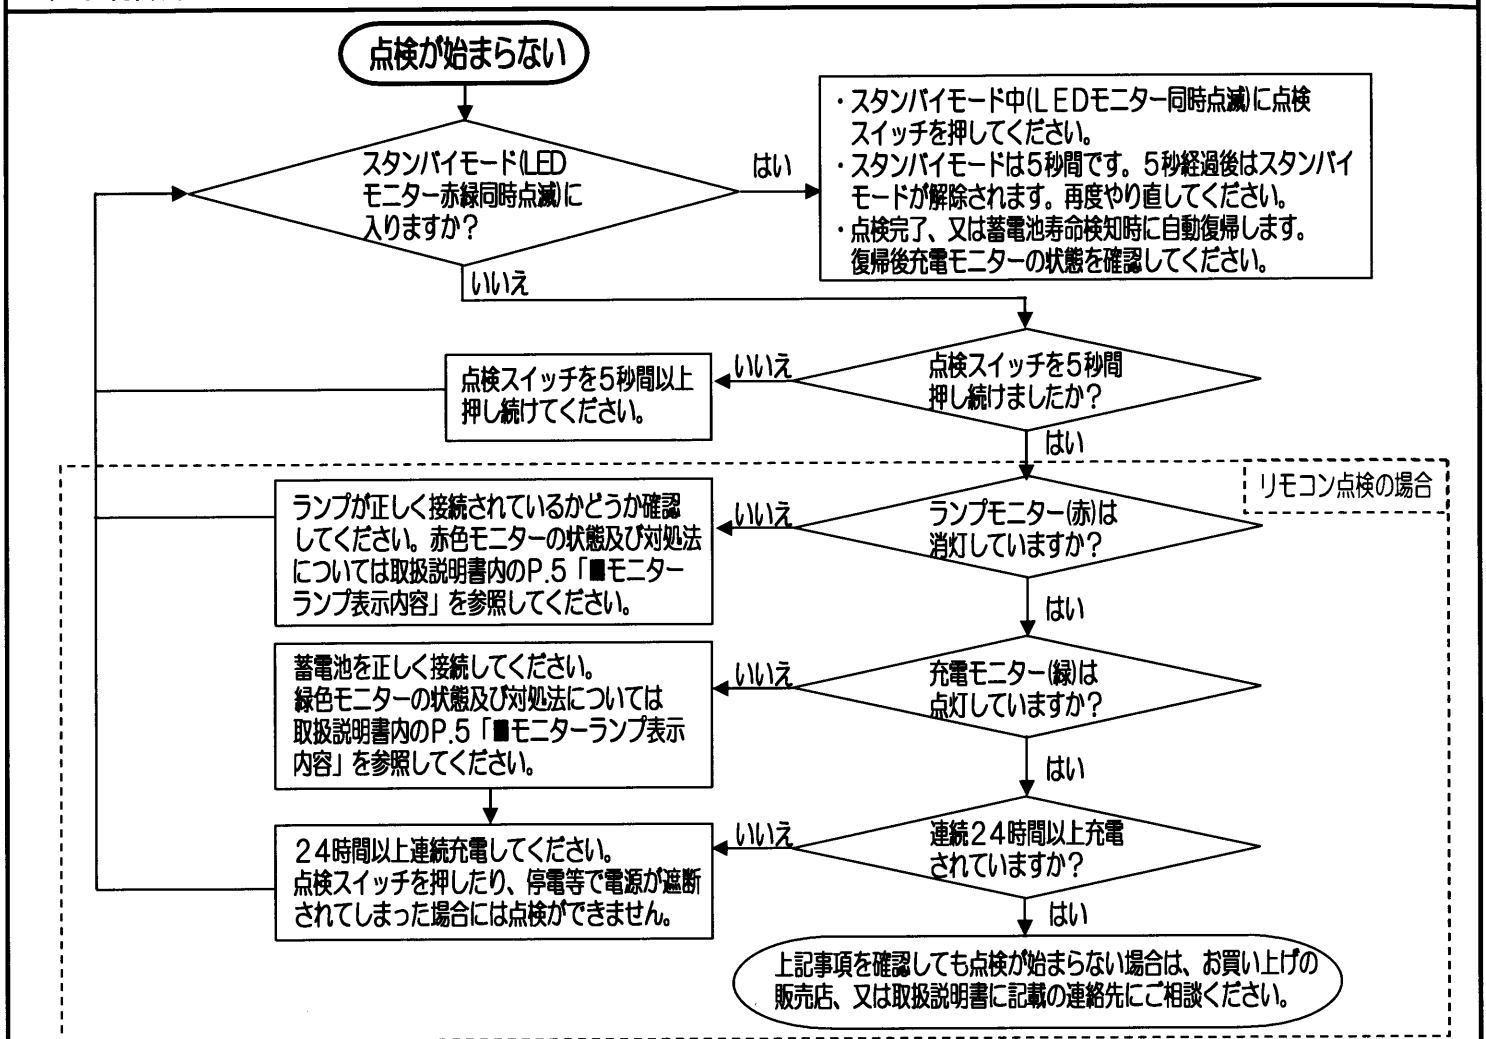 点検が始まらない
スタンバイモード(LED
モニター赤緑同時点滅)に
入りますか？
はい
・スタンバイモード中(LEDモニター同時点滅)に点検
スイッチを押してください。
・スタンバイモードは5秒間です。5秒経過後はスタンバイ
モードが解除されます。再度やり直してください。
・点検完了、又は蓄電池寿命検知時に自動復帰します。
復帰後充電モニターの状態を確認してください。
いいえ
点検スイッチを5秒間
押し続けましたか？
いいえ
点検スイッチを5秒間以上
押し続けてください。
はい
リモコン点検の場合
ランプモニター(赤)は
消灯していますか？
いいえ
ランプが正しく接続されているかどうか確認
してください。赤色モニターの状態及び対処法
については取扱説明書内のP.5「■モニター
ランプ表示内容」を参照してください。
はい
充電モニター(緑)は
点灯していますか？
いいえ
蓄電池を正しく接続してください。
緑色モニターの状態及び対処法については
取扱説明書内のP.5「■モニターランプ表示
内容」を参照してください。
はい
連続24時間以上充電
されていますか？
いいえ
24時間以上連続充電してください。
点検スイッチを押したり、停電等で電源が遮断
されてしまった場合には点検ができません。
はい
上記事項を確認しても点検が始まらない場合は、お買い上げの
販売店、又は取扱説明書に記載の連絡先にご相談ください。